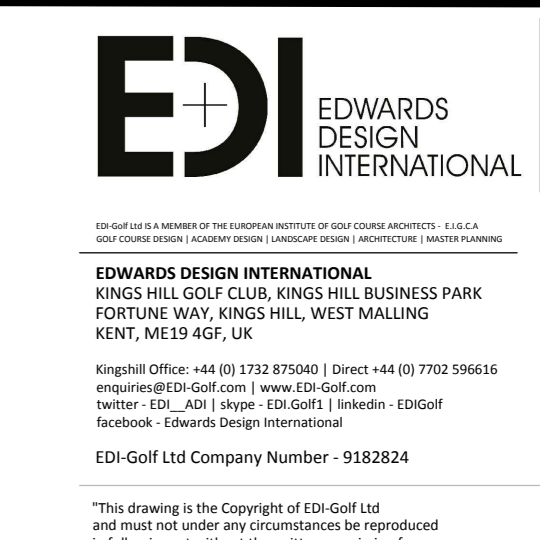 EDI
EDWARDS
DESIGN
INTERNATIONAL
EDI-Golf Ltd IS A MEMBER OF THE EUROPEAN INSTITUTE OF GOLF COURSE ARCHITECTS - E.I.G.C.A
GOLF COURSE DESIGN | ACADEMY DESIGN | LANDSCAPE DESIGN | ARCHITECTURE | MASTER PLANNING
EDWARDS DESIGN INTERNATIONAL
KINGS HILL GOLF CLUB, KINGS HILL BUSINESS PARK
FORTUNE WAY, KINGS HILL, WEST MALLING
KENT, ME19 4GF, UK
Kingshill Office: +44 (0) 1732 875040 | Direct +44 (0) 7702 596616
enquiries@EDI-Golf.com | www.EDI-Golf.com
twitter - EDI__ADI | skype - EDI.Golf1 | linkedin - EDIGolf
facebook - Edwards Design International
EDI-Golf Ltd Company Number - 9182824
"This drawing is the Copyright of EDI-Golf Ltd
and must not under any circumstances be reproduced